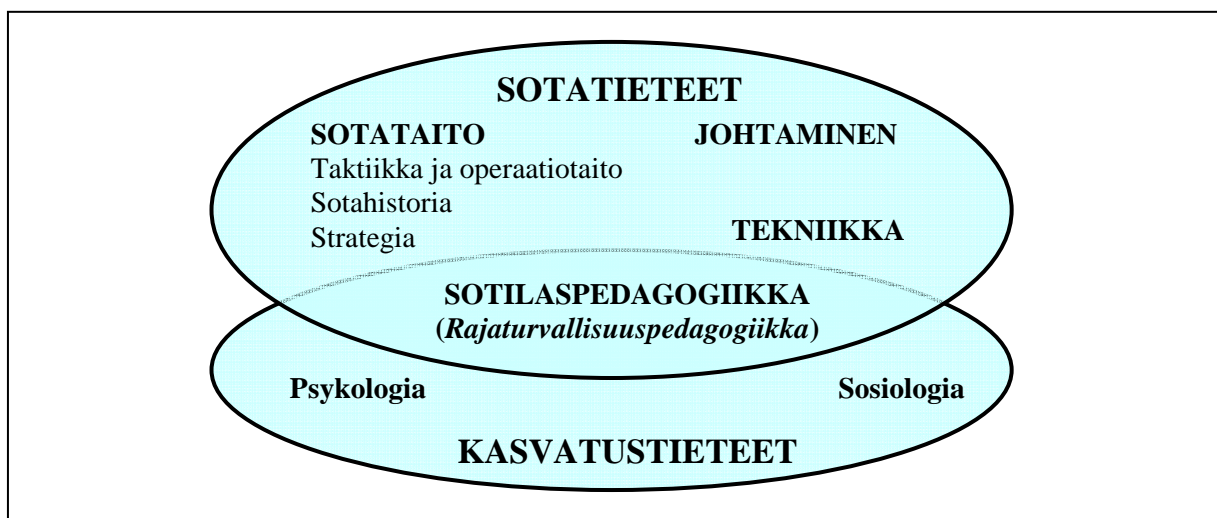 SOTATIETEET
SOTATAITO
Taktiikka ja operaatiotaito
Sotahistoria
Strategia
JOHTAMINEN
TEKNIIKKA
SOTILASPEDAGOGIIKKA
(Rajaturvallisuuspedagogiikka)
Psykologia
Sosiologia
KASVATUSTIETEET